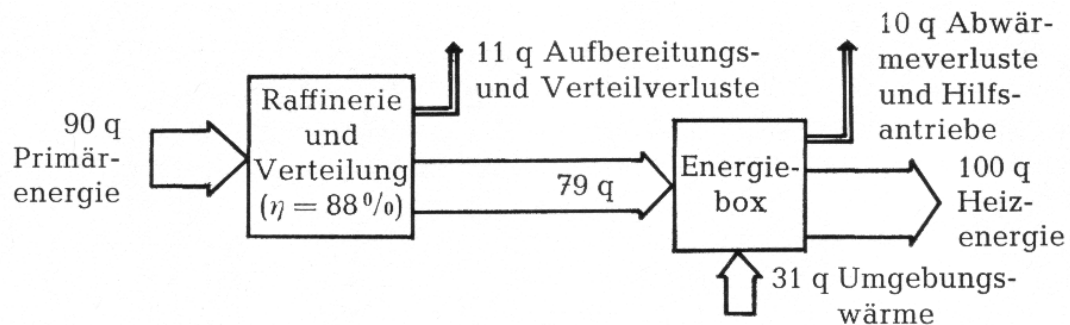 90 q
Primär-
energie
Raffinerie
und
Verteilung
(η = 88 %)
11 q Aufbereitungs-
und Verteilverluste
79 q
Energie-
box
10 q Abwär-
meverluste
und Hilfs-
antriebe
100 q
Heiz-
energie
31 q Umgebungs-
wärme